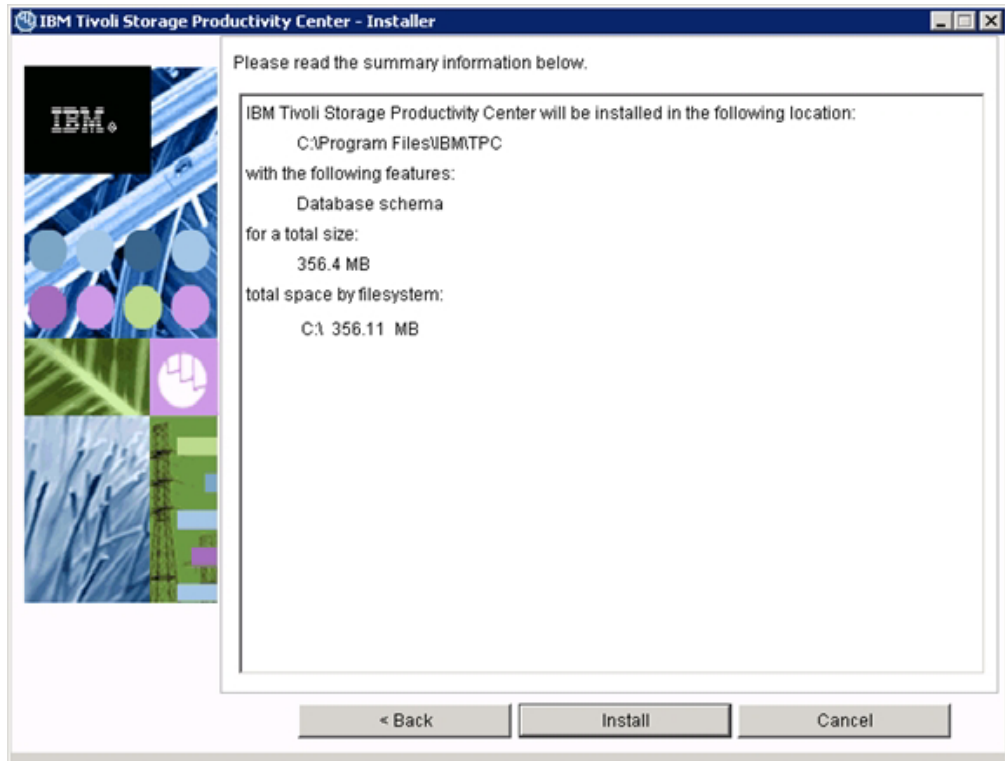 IBM Tivoli Storage Productivity Center - Installer
Please read the summary information below.
IBM.
IBM Tivoli Storage Productivity Center will be installed in the following location:
C:\Program Files\IBM\TPC
with the following features:
Database schema
for a total size:
356.4 MB
total space by filesystem:
C:\ 356.11 MB
< Back
Install
Cancel